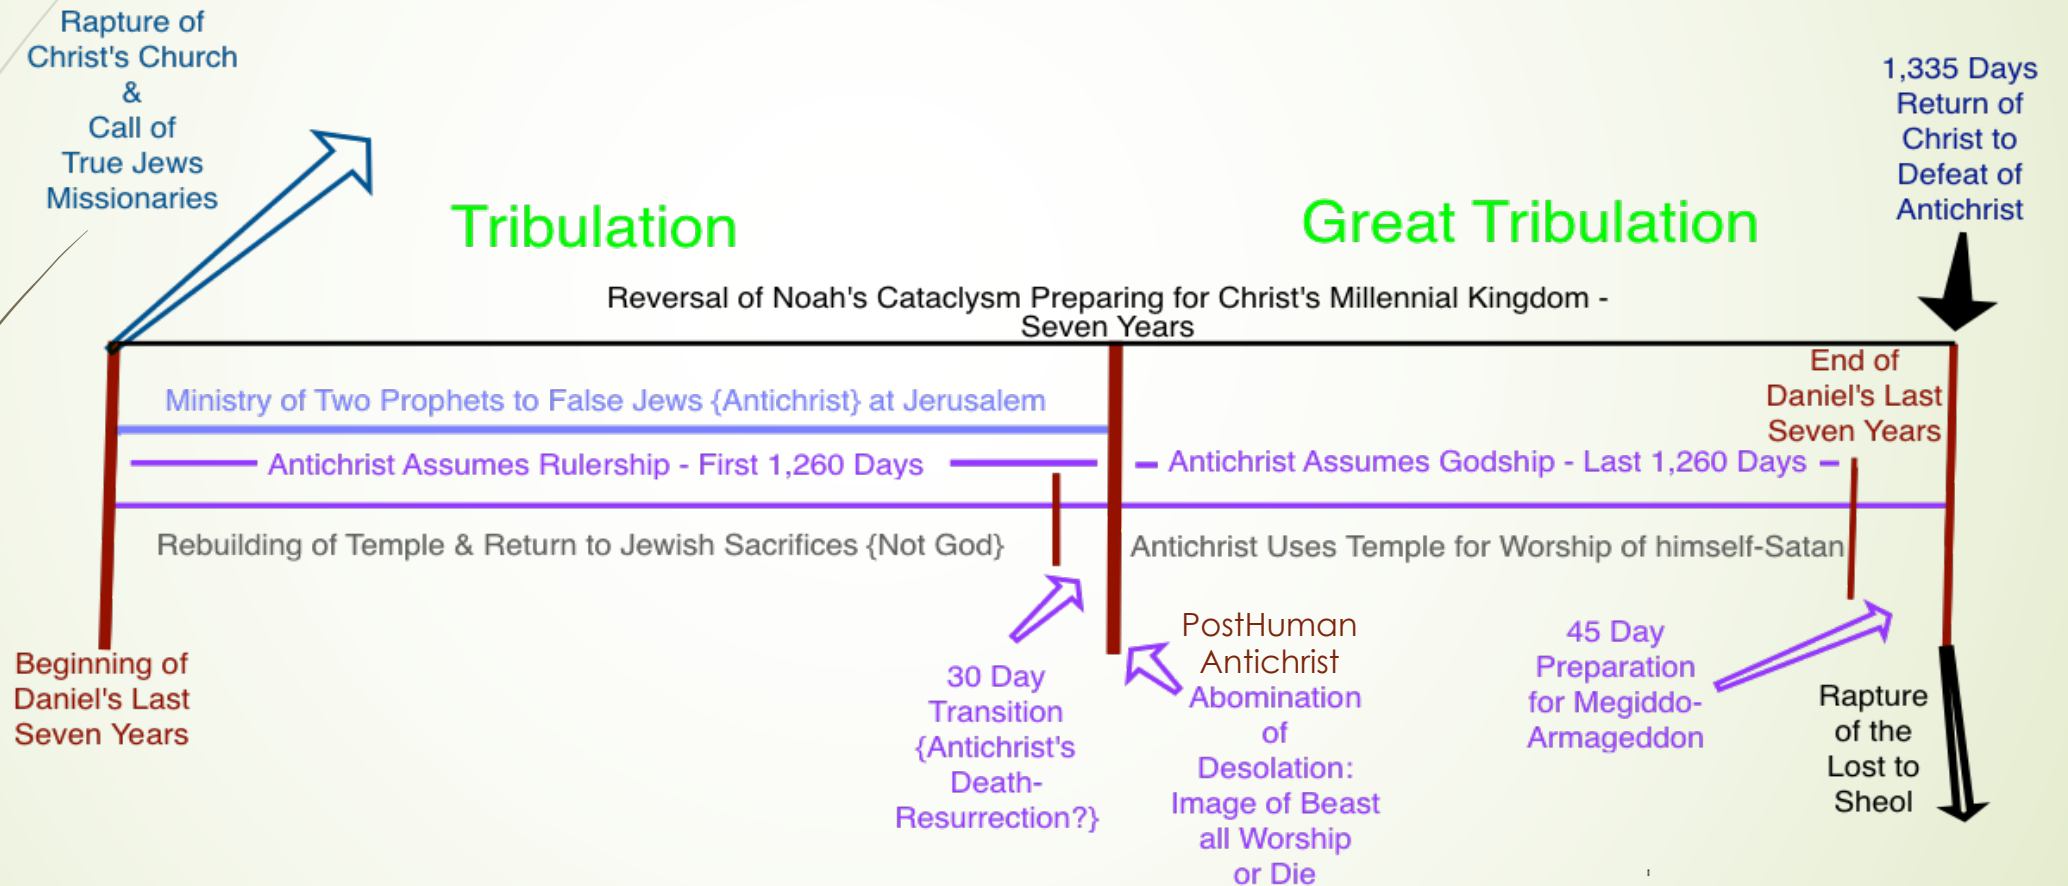 Rapture of
Christ's Church
&
Call of
True Jews
Missionaries
1,335 Days
Return of
Christ to
Defeat of
Antichrist
Tribulation
Great Tribulation
Reversal of Noah's Cataclysm Preparing for Christ's Millennial Kingdom -
Seven Years
End of
Daniel's Last
Seven Years
Ministry of Two Prophets to False Jews {Antichrist} at Jerusalem
Antichrist Assumes Rulership - First 1,260 Days
Antichrist Assumes Godship - Last 1,260 Days
Rebuilding of Temple & Return to Jewish Sacrifices {Not God}
Antichrist Uses Temple for Worship of himself-Satan
Beginning of
Daniel's Last
Seven Years
30 Day
Transition
{Antichrist's
Death-
Resurrection?}
PostHuman
Antichrist
Abomination
of
Desolation:
Image of Beast
all Worship
or Die
45 Day
Preparation
for Megiddo-
Armageddon
Rapture
of the
Lost to
Sheol